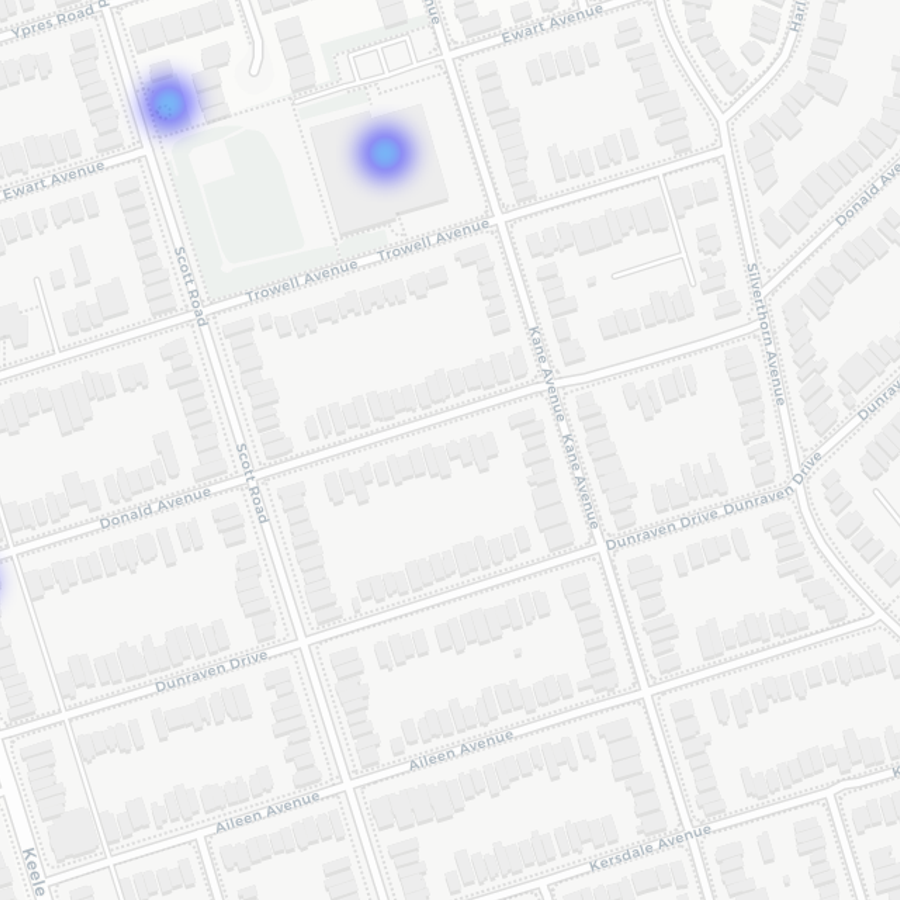 Ypres Road
Ewart Avenue
Ewart Avenue
Donald Ave
Scott Road
Trowell Avenue
Trowell Avenue
Silverthorn Avenue
Kane Avenue
Kane Avenue
Scott Road
Donald Avenue
Dunraven Drive
Dunraven Drive
Dunraven Drive
Aileen Avenue
Aileen Avenue
Kersdale Avenue
Keele